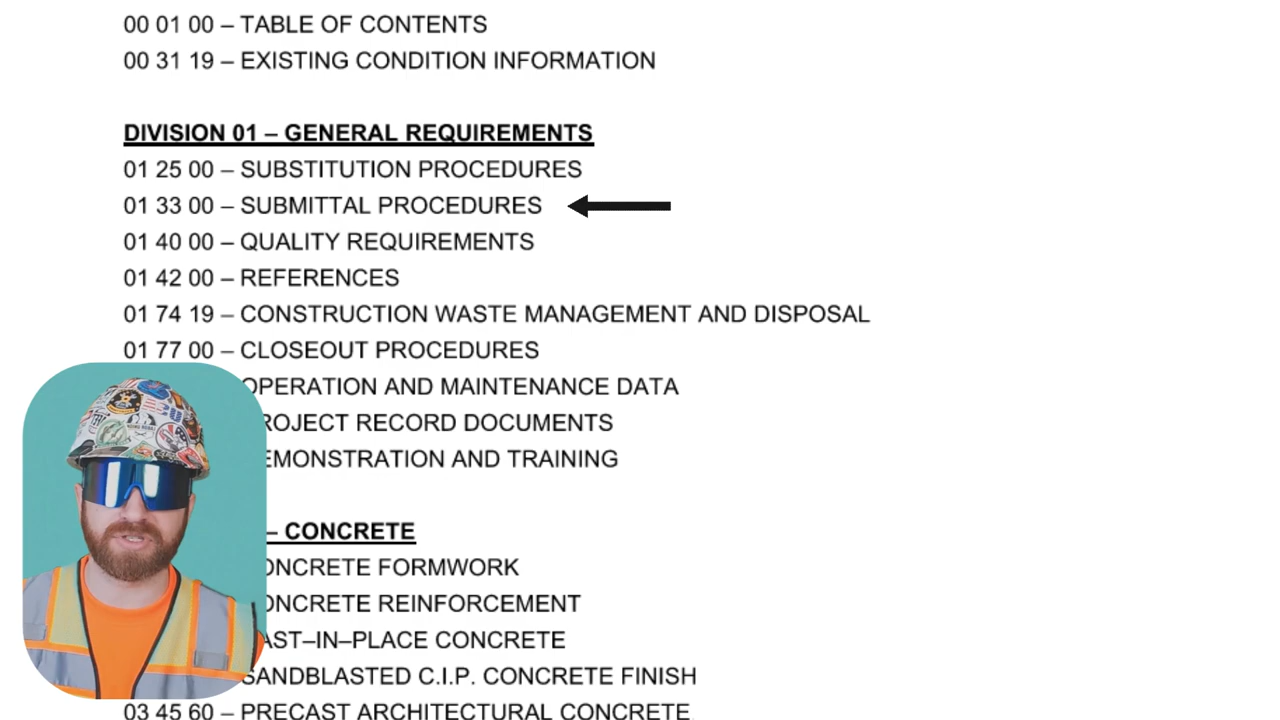 00 01 00 – TABLE OF CONTENTS
00 31 19 – EXISTING CONDITION INFORMATION
DIVISION 01 – GENERAL REQUIREMENTS
01 25 00 – SUBSTITUTION PROCEDURES
01 33 00 – SUBMITTAL PROCEDURES
01 40 00 – QUALITY REQUIREMENTS
01 42 00 – REFERENCES
01 74 19 – CONSTRUCTION WASTE MANAGEMENT AND DISPOSAL
01 77 00 – CLOSEOUT PROCEDURES
OPERATION AND MAINTENANCE DATA
ROJECT RECORD DOCUMENTS
EMONSTRATION AND TRAINING
– CONCRETE
ONCRETE FORMWORK
ONCRETE REINFORCEMENT
AST–IN–PLACE CONCRETE
SANDBLASTED C.I.P. CONCRETE FINISH
03 45 60 – PRECAST ARCHITECTURAL CONCRETE